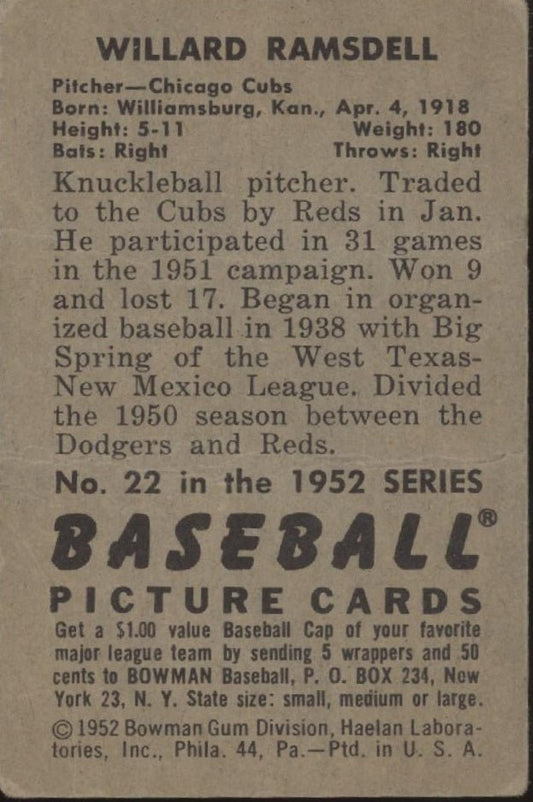 WILLARD RAMSDELL
Pitcher—Chicago Cubs
Born: Williamsburg, Kan., Apr. 4, 1918
Height: 5-11 Weight: 180
Bats: Right Throws: Right
Knuckleball pitcher. Traded
to the Cubs by Reds in Jan.
He participated in 31 games
in the 1951 campaign. Won 9
and lost 17. Began in organ-
ized baseball in 1938 with Big
Spring of the West Texas-
New Mexico League. Divided
the 1950 season between the
Dodgers and Reds.
No. 22 in the 1952 SERIES
BASEBALL®
PICTURE CARDS
Get a $1.00 value Baseball Cap of your favorite
major league team by sending 5 wrappers and 50
cents to BOWMAN Baseball, P. O. BOX 234, New
York 23, N. Y. State size: small, medium or large.
© 1952 Bowman Gum Division, Haelan Labora-
tories, Inc., Phila. 44, Pa.—Ptd. in U. S. A.